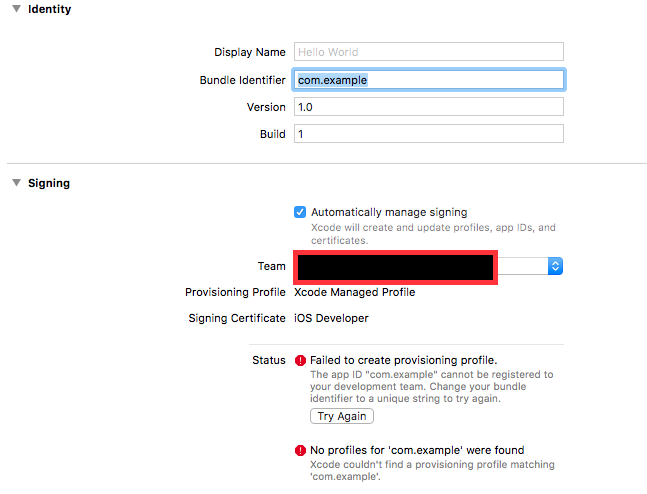 Identity
Display Name Hello World
Bundle Identifier com.example
Version 1.0
Build 1
Signing
Automatically manage signing
Xcode will create and update profiles, app IDs, and
certificates.
Team
Provisioning Profile Xcode Managed Profile
Signing Certificate iOS Developer
Status Failed to create provisioning profile.
The app ID "com.example" cannot be registered to
your development team. Change your bundle
identifier to a unique string to try again.
Try Again
No profiles for 'com.example' were found
Xcode couldn't find a provisioning profile matching
'com.example'.